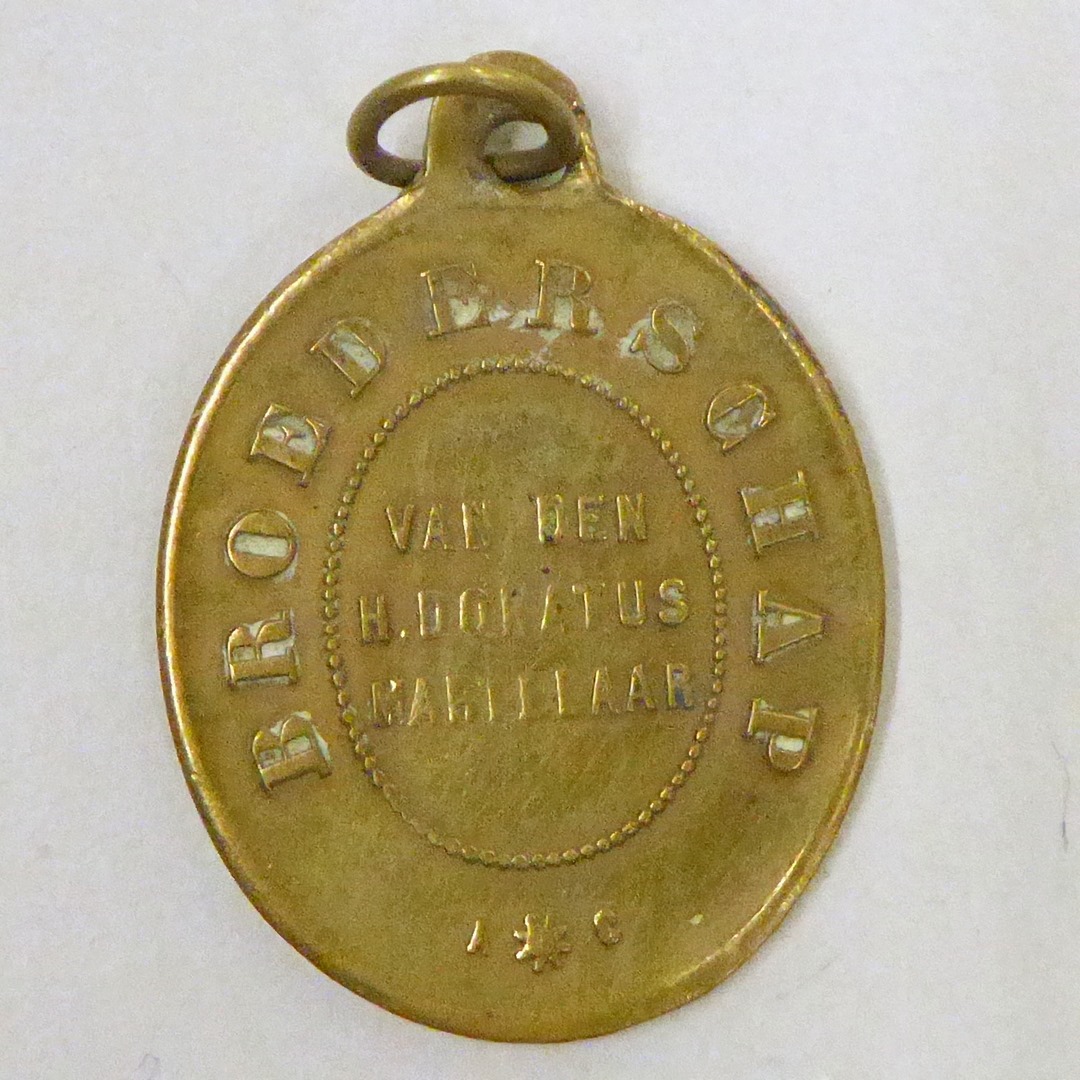 BROEDERSCHAP
VAN DEN
H. DONATUS
MARTELAAR
A C